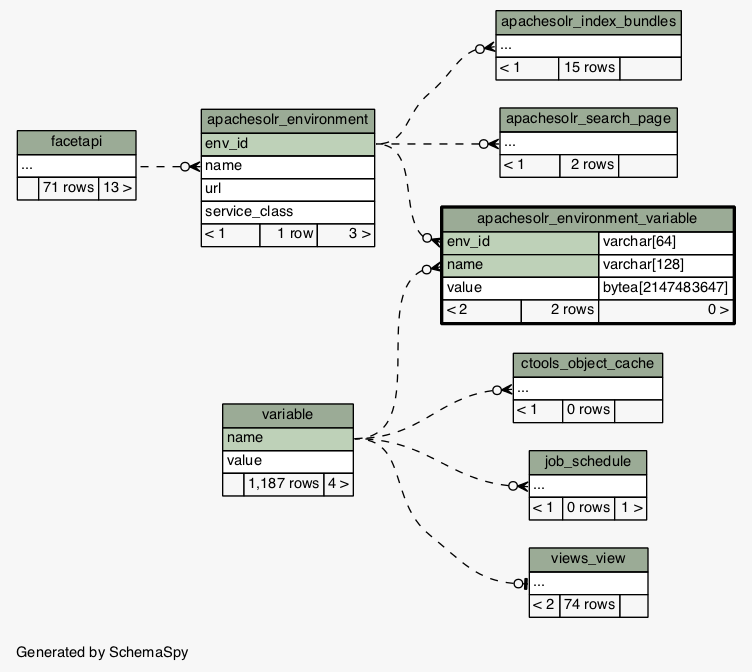 apachesolr_index_bundles
...
< 1 15 rows
apachesolr_environment
env_id
name
url
service_class
< 1 1 row 3 >
apachesolr_search_page
...
< 1 2 rows
facetapi
...
71 rows 13 >
apachesolr_environment_variable
env_id varchar[64]
name varchar[128]
value bytea[2147483647]
< 2 2 rows 0 >
ctools_object_cache
...
< 1 0 rows
variable
name
value
1,187 rows 4 >
job_schedule
...
< 1 0 rows 1 >
views_view
...
< 2 74 rows
Generated by SchemaSpy